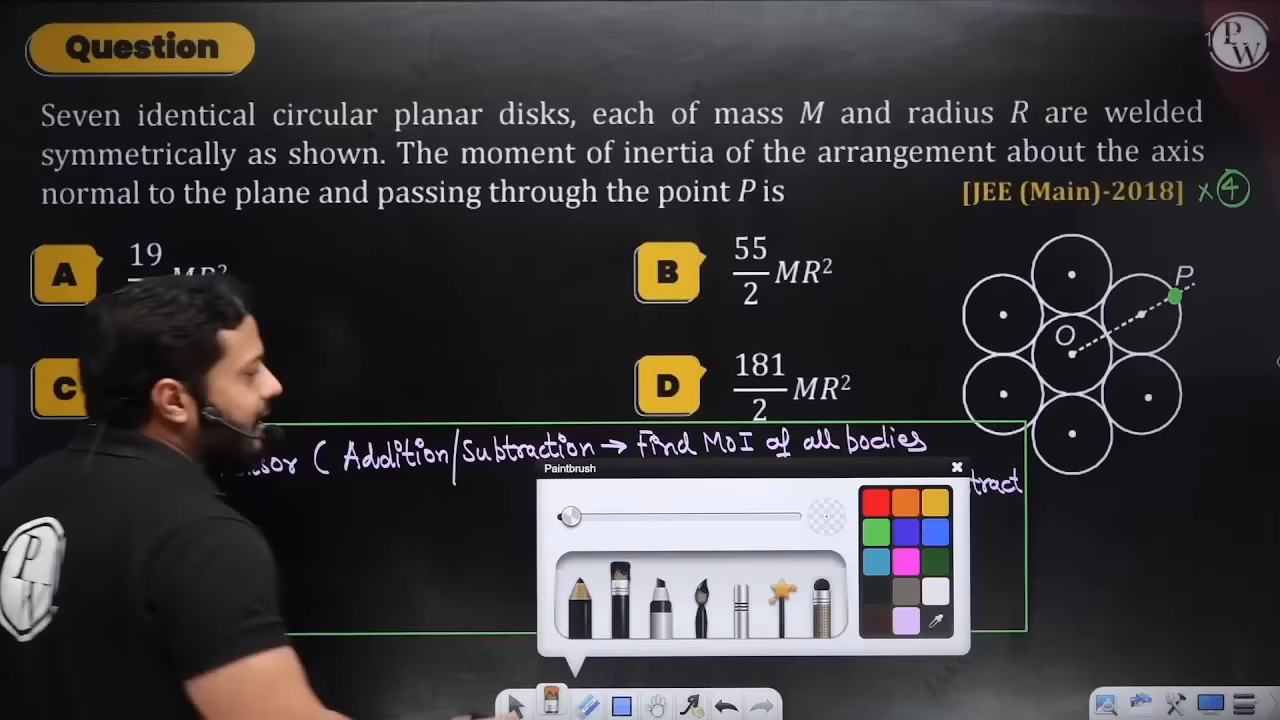 Question
Seven identical circular planar disks, each of mass M and radius R are welded
symmetrically as shown. The moment of inertia of the arrangement about the axis
normal to the plane and passing through the point P is
[JEE (Main)-2018] × 4
A 19
B 55/2 MR²
C
D 181/2 MR²
P
O
( Addition/Subtraction → Find MoI of all bodies
tract
Paintbrush
PW
PW